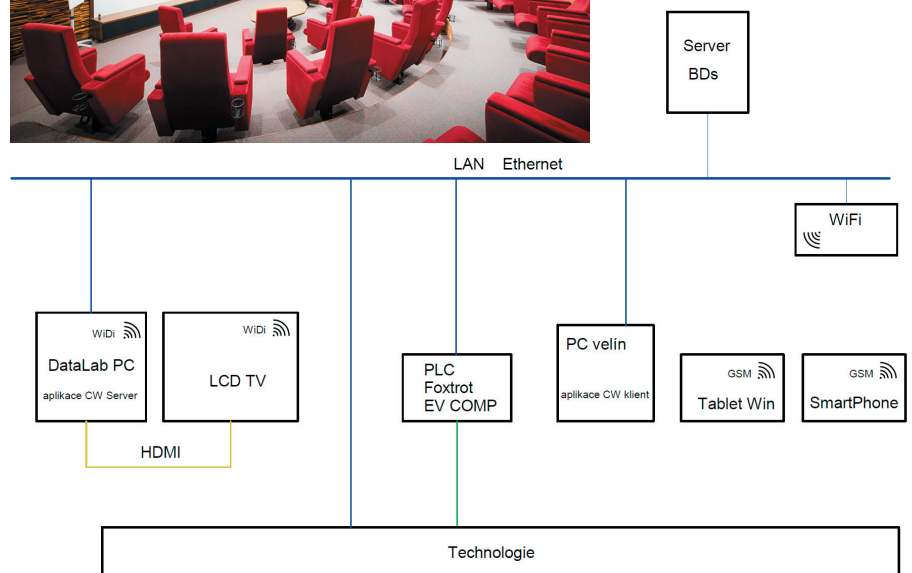 Server
BDs
LAN Ethernet
WiFi
WiDi
DataLab PC
aplikace CW Server
WiDi
LCD TV
HDMI
PLC
Foxtrot
EV COMP
PC velín
aplikace CW klient
GSM
Tablet Win
GSM
SmartPhone
Technologie